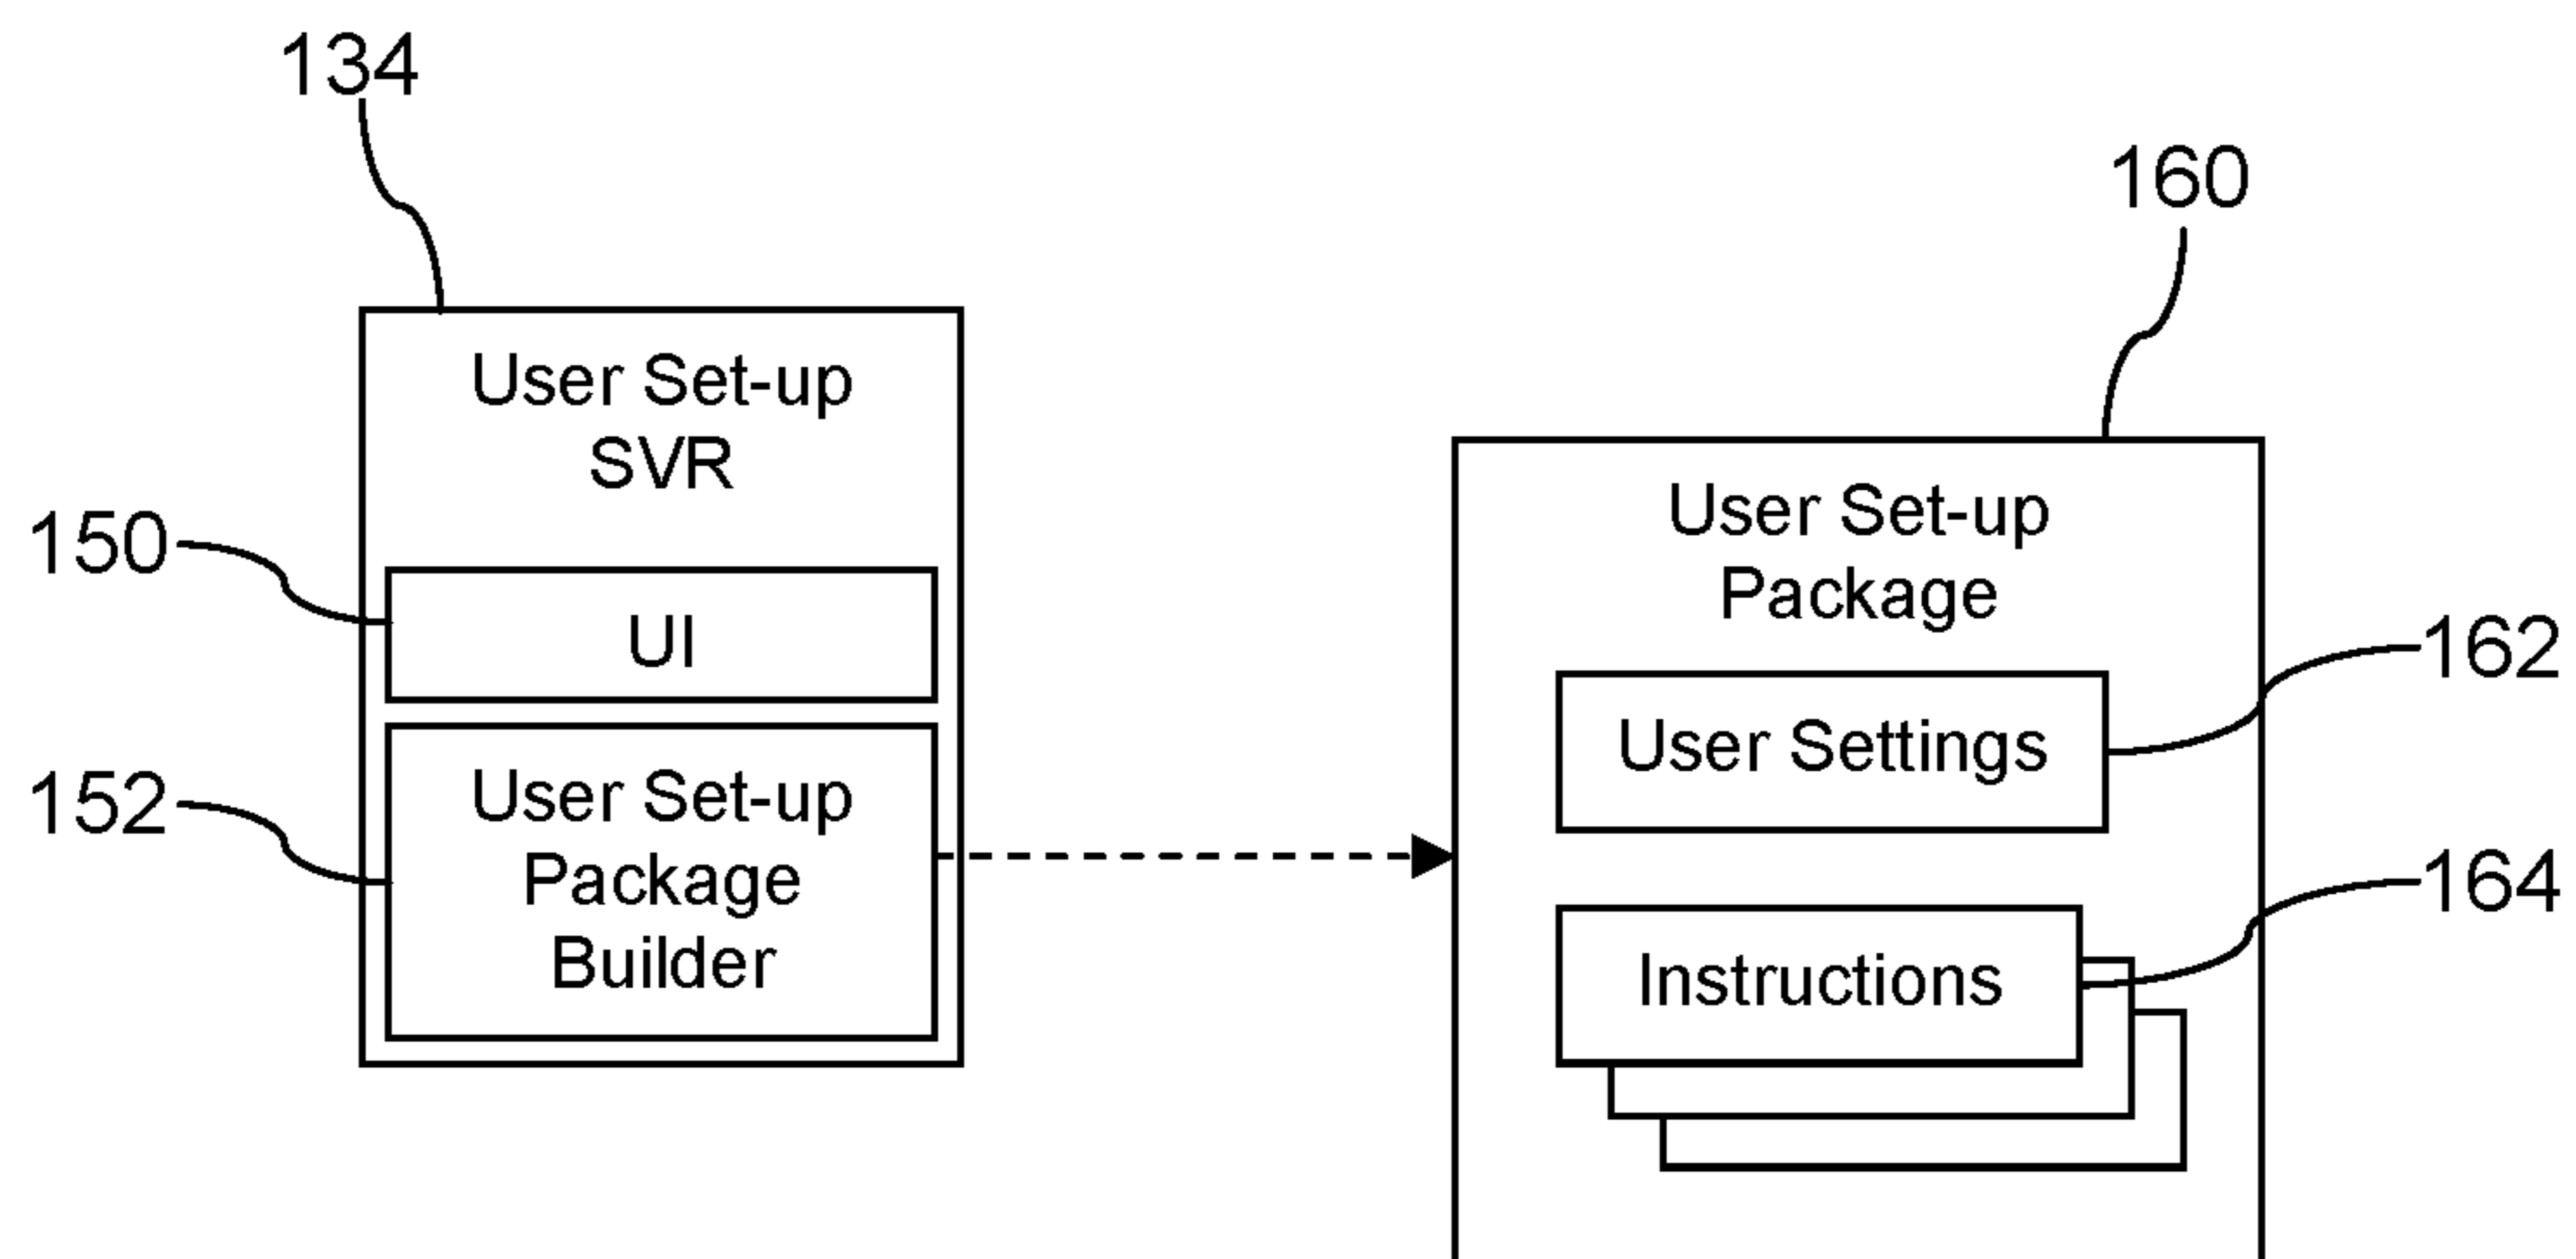 134
User Set-up
SVR
150
UI
152
User Set-up
Package
Builder
160
User Set-up
Package
162
User Settings
164
Instructions